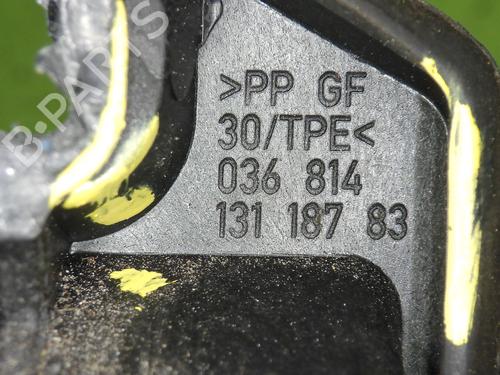 B-PARTS
>PP GF
30/TPE<
036 814
131 187 83